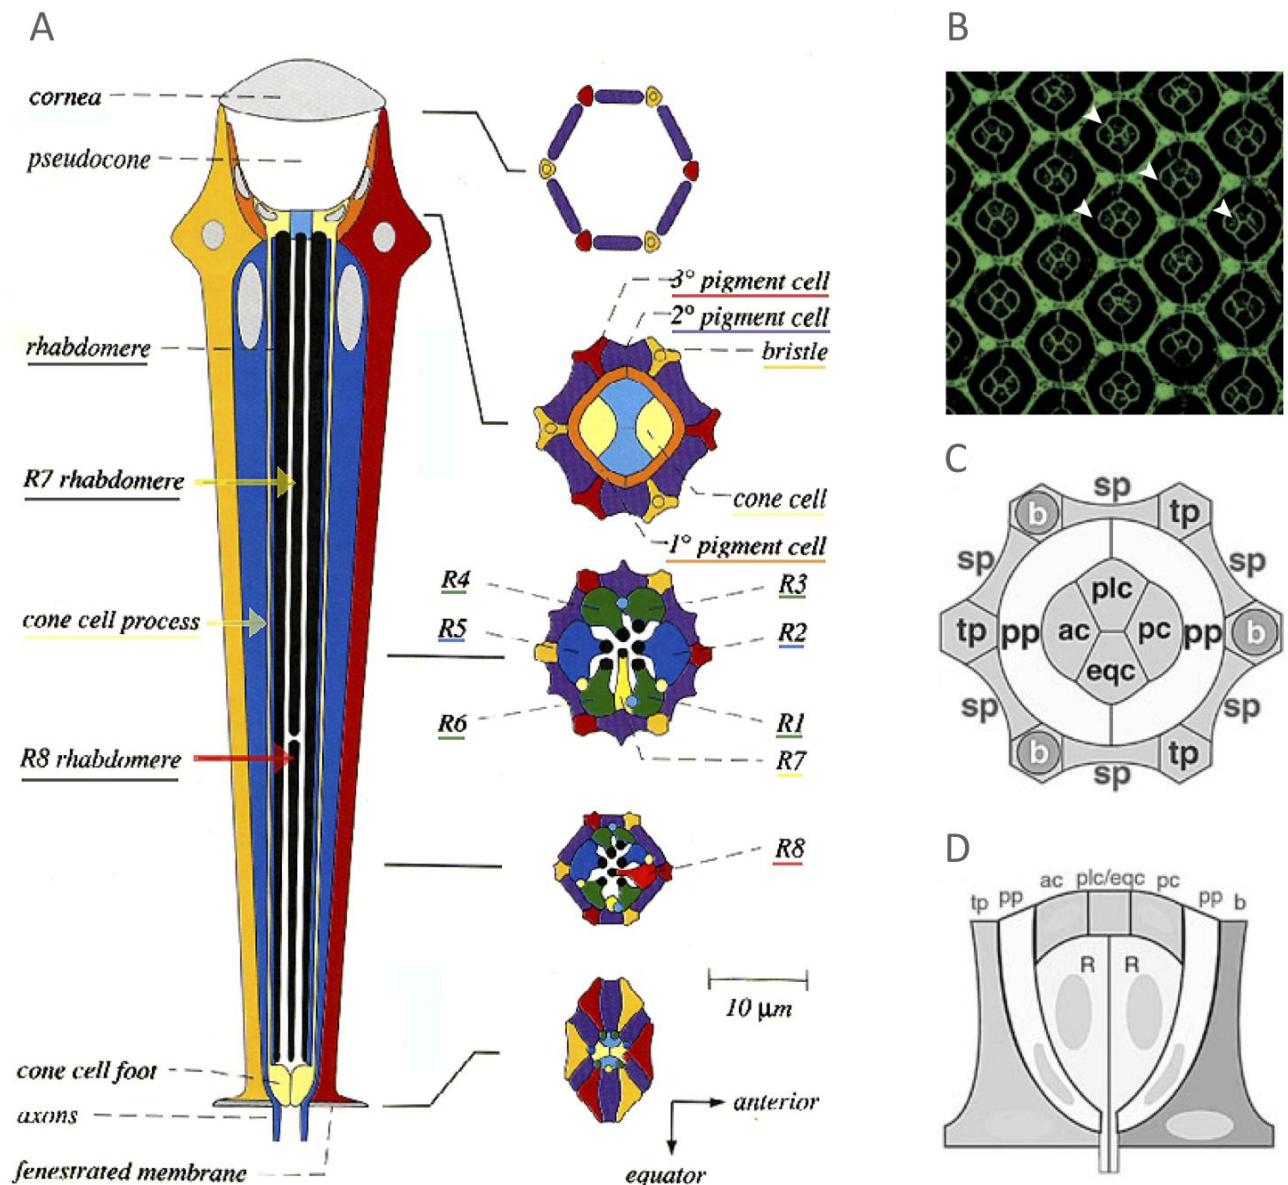 A
cornea
pseudocone
rhabdomere
R7 rhabdomere
cone cell process
R8 rhabdomere
cone cell foot
axons
fenestrated membrane
3° pigment cell
2° pigment cell
bristle
cone cell
1° pigment cell
R4
R3
R5
R2
R6
R1
R7
R8
10 μm
anterior
equator
B
C
sp
b
tp
sp
sp
plc
tp
pp
ac
pc
pp
b
eqc
sp
sp
b
tp
sp
D
tp
pp
ac
plc/eqc
pc
pp
b
R
R